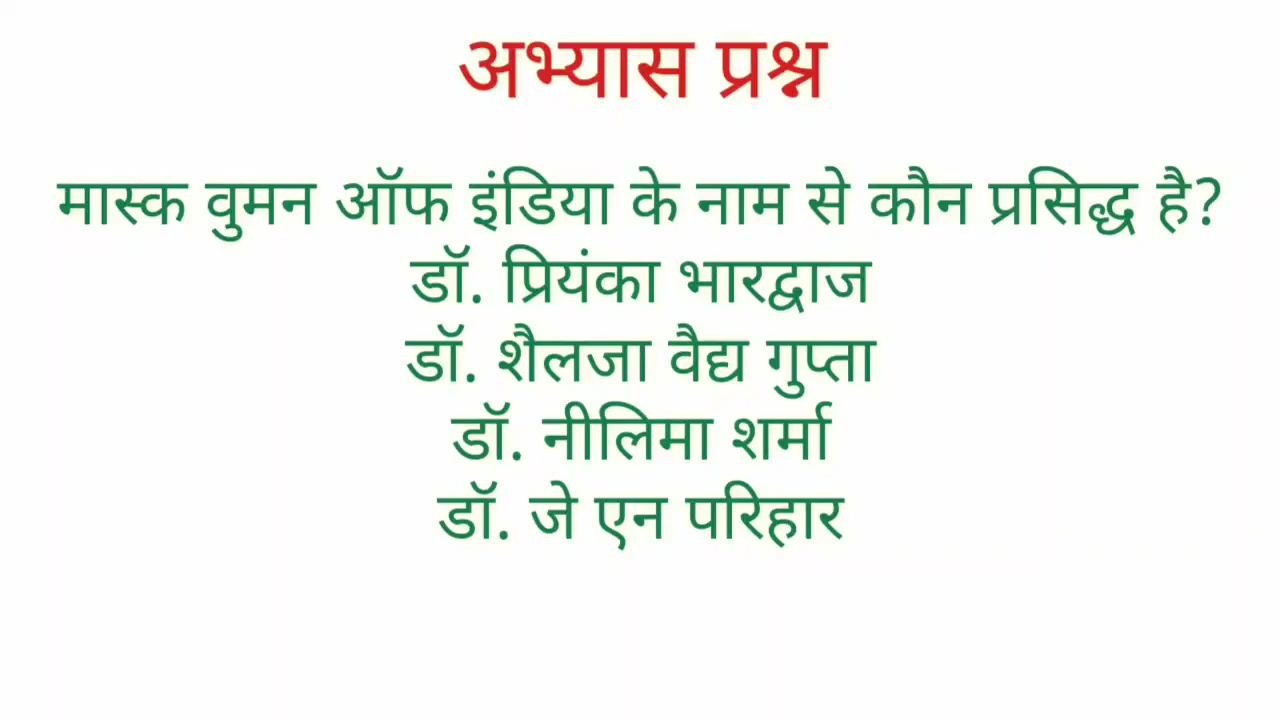 अभ्यास प्रश्न
मास्क वुमन ऑफ इंडिया के नाम से कौन प्रसिद्ध है?
डॉ. प्रियंका भारद्वाज
डॉ. शैलजा वैद्य गुप्ता
डॉ. नीलिमा शर्मा
डॉ. जे एन परिहार